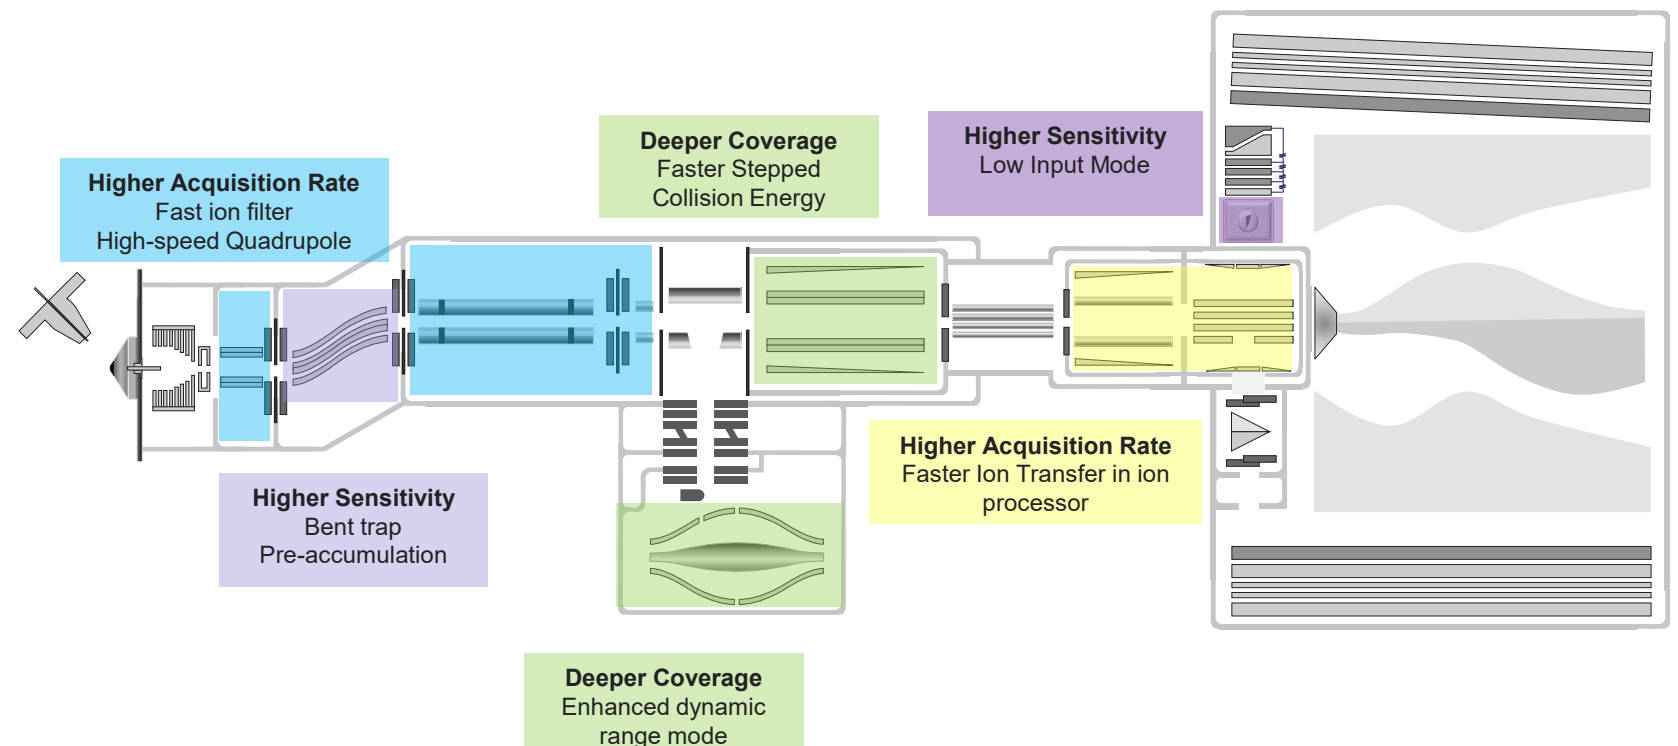 Higher Acquisition Rate
Fast ion filter
High-speed Quadrupole
Deeper Coverage
Faster Stepped
Collision Energy
Higher Sensitivity
Low Input Mode
Higher Sensitivity
Bent trap
Pre-accumulation
Higher Acquisition Rate
Faster Ion Transfer in ion
processor
Deeper Coverage
Enhanced dynamic
range mode